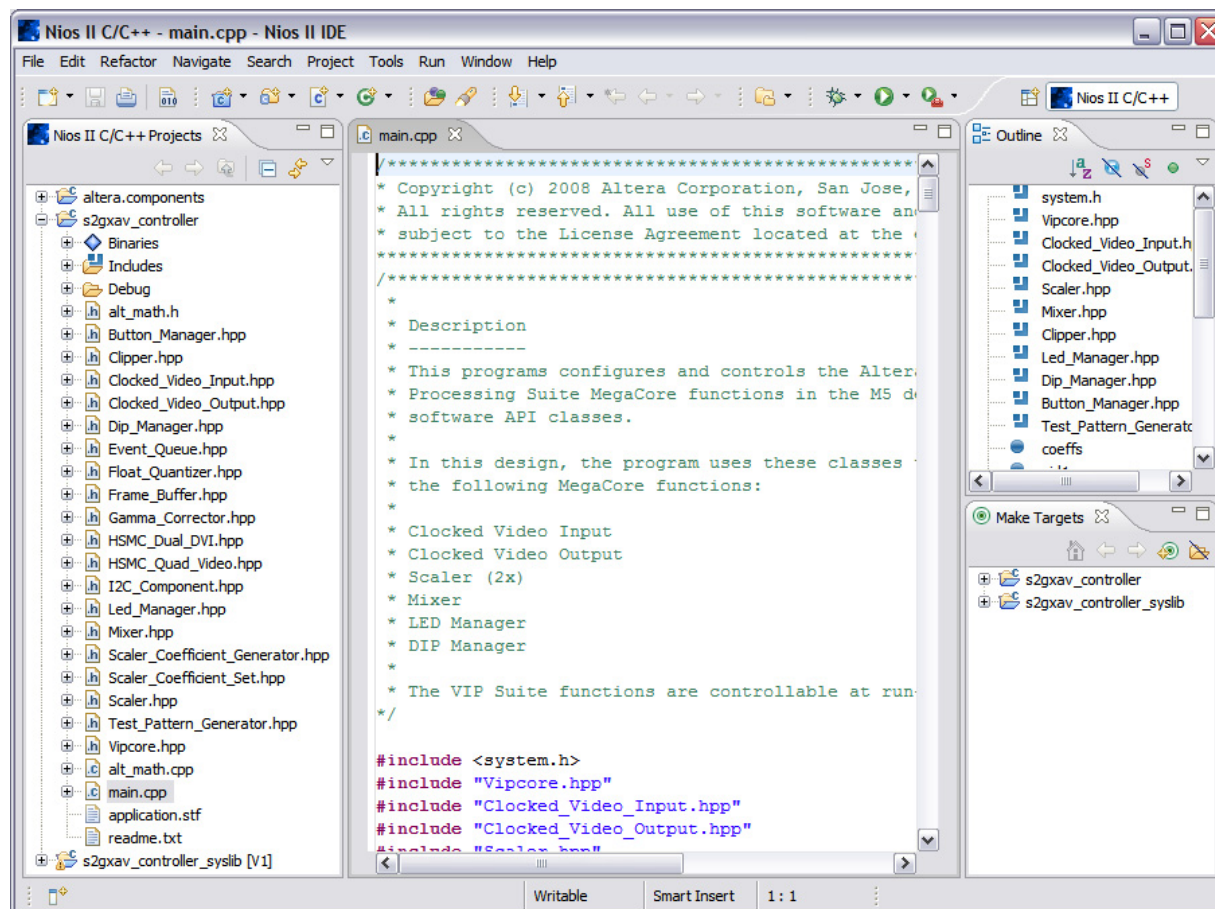 Nios II C/C++ - main.cpp - Nios II IDE
File Edit Refactor Navigate Search Project Tools Run Window Help
Nios II C/C++
Nios II C/C++ Projects
altera.components
s2gxav_controller
Binaries
Includes
Debug
alt_math.h
Button_Manager.hpp
Clipper.hpp
Clocked_Video_Input.hpp
Clocked_Video_Output.hpp
Dip_Manager.hpp
Event_Queue.hpp
Float_Quantizer.hpp
Frame_Buffer.hpp
Gamma_Corrector.hpp
HSMC_Dual_DVI.hpp
HSMC_Quad_Video.hpp
I2C_Component.hpp
Led_Manager.hpp
Mixer.hpp
Scaler_Coefficient_Generator.hpp
Scaler_Coefficient_Set.hpp
Scaler.hpp
Test_Pattern_Generator.hpp
Vipcore.hpp
alt_math.cpp
main.cpp
application.stf
readme.txt
s2gxav_controller_syslib [V1]
main.cpp
/**************************************************
* Copyright (c) 2008 Altera Corporation, San Jose,
* All rights reserved. All use of this software and
* subject to the License Agreement located at the
***************************************************
/**************************************************
*
* Description
* -----------
* This programs configures and controls the Alter
* Processing Suite MegaCore functions in the M5 d
* software API classes.
*
* In this design, the program uses these classes
* the following MegaCore functions:
*
* Clocked Video Input
* Clocked Video Output
* Scaler (2x)
* Mixer
* LED Manager
* DIP Manager
*
* The VIP Suite functions are controllable at run-
*/
#include <system.h>
#include "Vipcore.hpp"
#include "Clocked_Video_Input.hpp"
#include "Clocked_Video_Output.hpp"
#include "Scaler.hpp"
Outline
system.h
Vipcore.hpp
Clocked_Video_Input.h
Clocked_Video_Output.
Scaler.hpp
Mixer.hpp
Clipper.hpp
Led_Manager.hpp
Dip_Manager.hpp
Button_Manager.hpp
Test_Pattern_Generato
coeffs
Make Targets
s2gxav_controller
s2gxav_controller_syslib
Writable Smart Insert 1 : 1